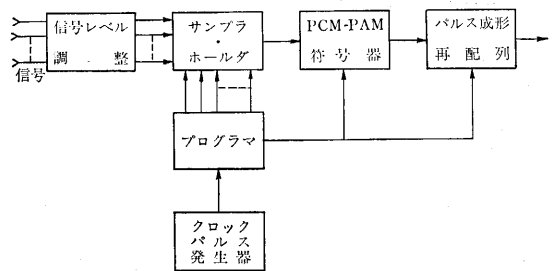 信号レベル
調整
信号
サンプラ
・
ホールダ
PCM-PAM
符号器
パルス成形
再配列
プログラマ
クロック
パルス
発生器